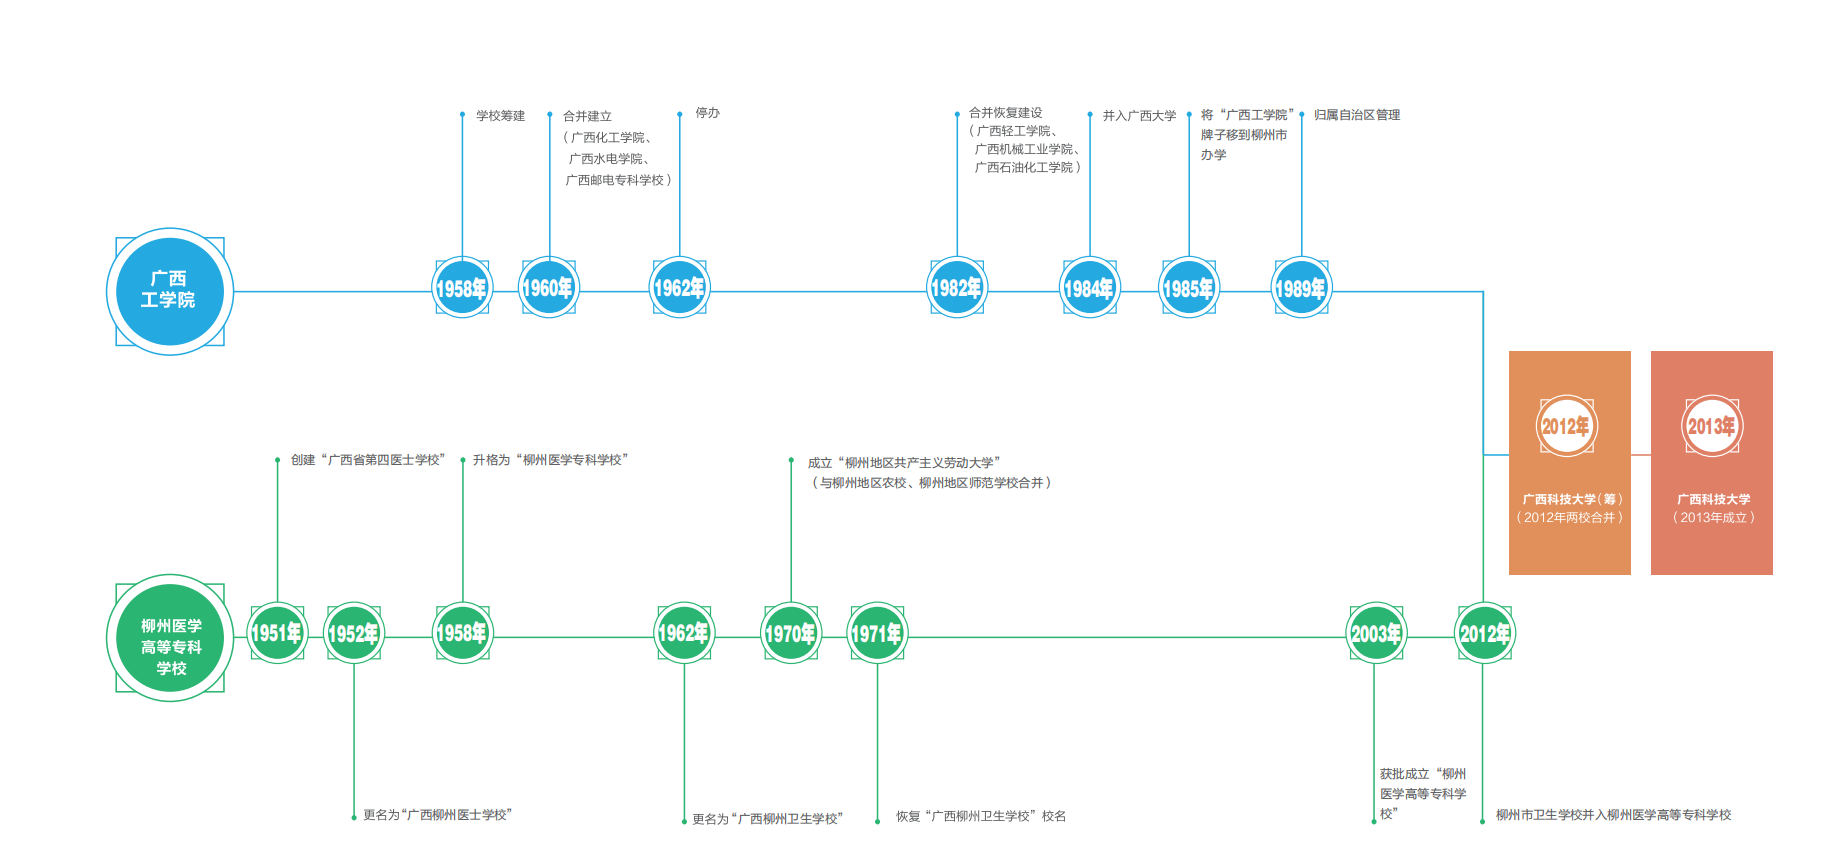 广西
工学院
1958年
学校筹建
1960年
合并建立
（广西化工学院、
广西水电学院、
广西邮电专科学校）
1962年
停办
1982年
合并恢复建设
（广西轻工学院、
广西机械工业学院、
广西石油化工学院）
1984年
并入广西大学
1985年
将“广西工学院”
牌子移到柳州市
办学
1989年
归属自治区管理
柳州医学
高等专科
学校
1951年
创建“广西省第四医士学校”
1952年
更名为“广西柳州医士学校”
1958年
升格为“柳州医学专科学校”
1962年
更名为“广西柳州卫生学校”
1970年
成立“柳州地区共产主义劳动大学”
（与柳州地区农校、柳州地区师范学校合并）
1971年
恢复“广西柳州卫生学校”校名
2003年
获批成立“柳州
医学高等专科学
校”
2012年
柳州市卫生学校并入柳州医学高等专科学校
2012年
广西科技大学（筹）
（2012年两校合并）
2013年
广西科技大学
（2013年成立）